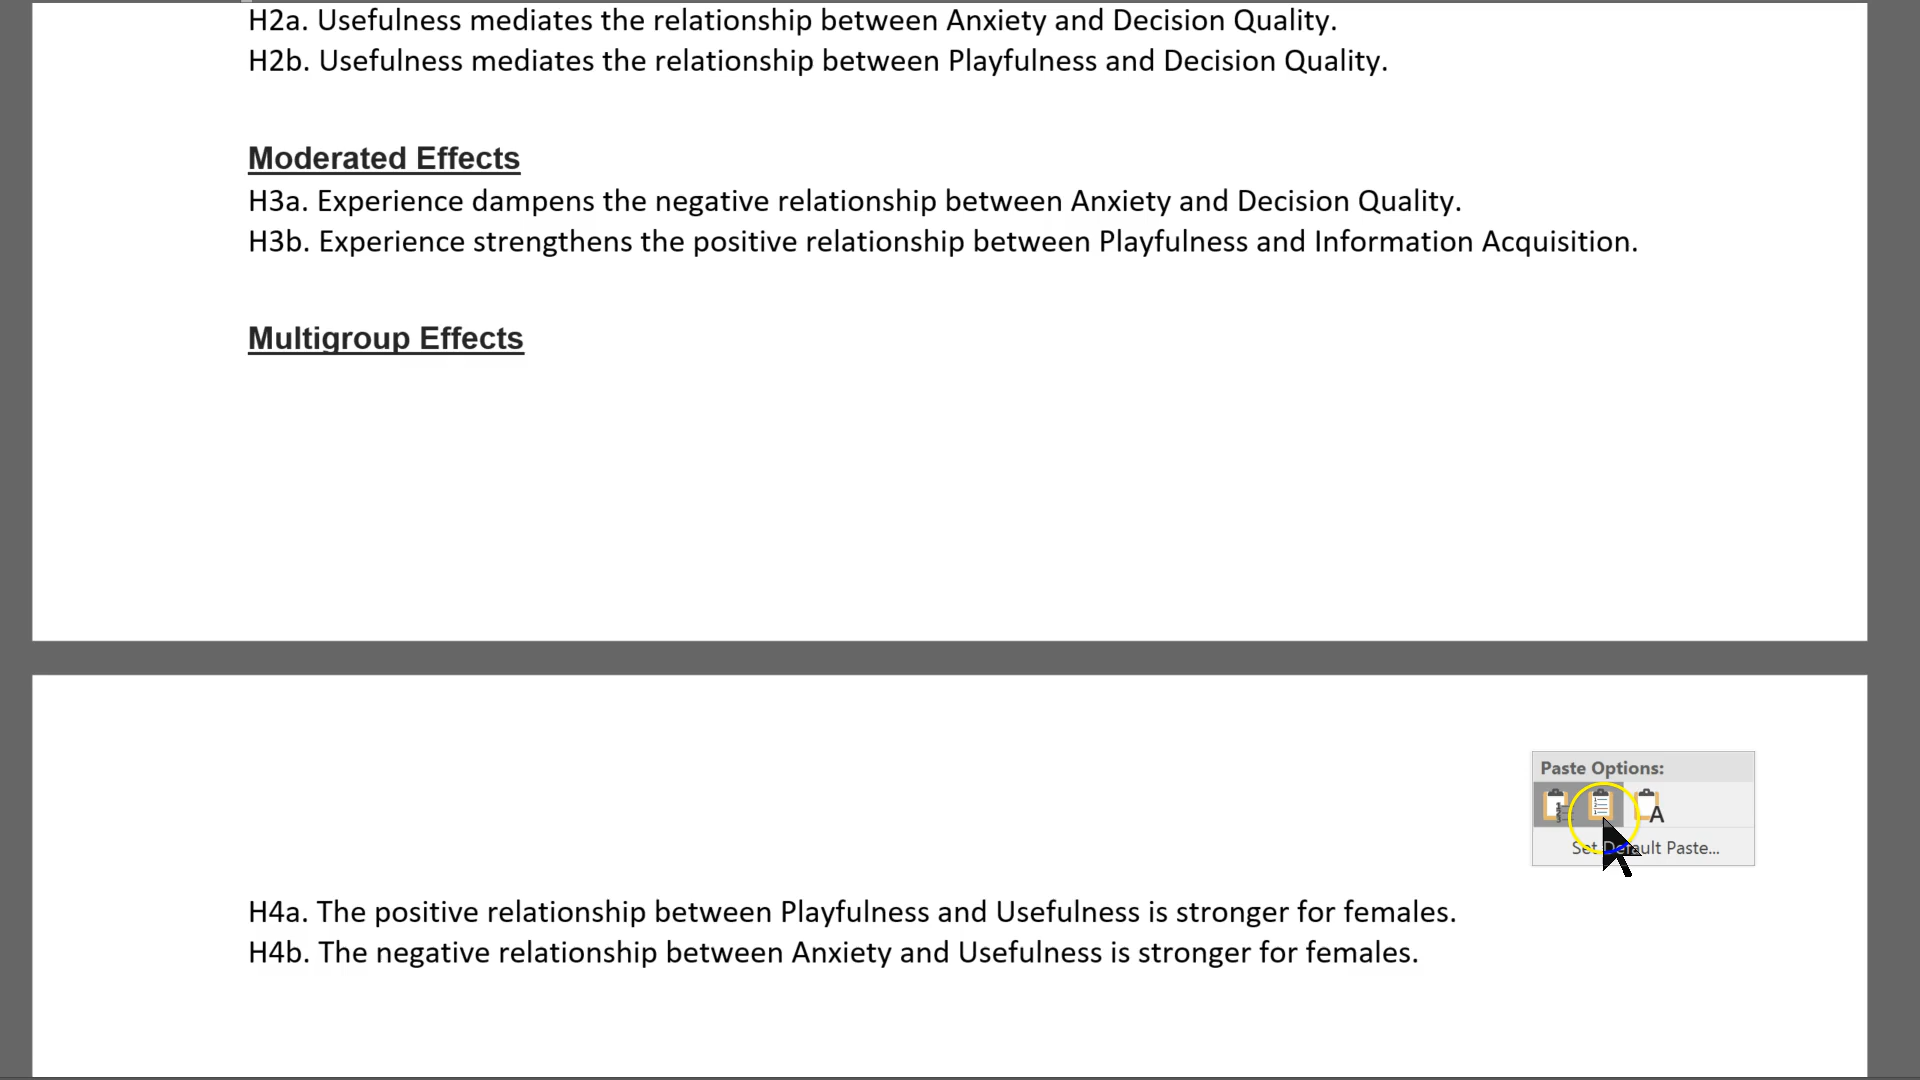 H2a. Usefulness mediates the relationship between Anxiety and Decision Quality.
H2b. Usefulness mediates the relationship between Playfulness and Decision Quality.
Moderated Effects
H3a. Experience dampens the negative relationship between Anxiety and Decision Quality.
H3b. Experience strengthens the positive relationship between Playfulness and Information Acquisition.
Multigroup Effects
Paste Options:
Set Default Paste...
H4a. The positive relationship between Playfulness and Usefulness is stronger for females.
H4b. The negative relationship between Anxiety and Usefulness is stronger for females.